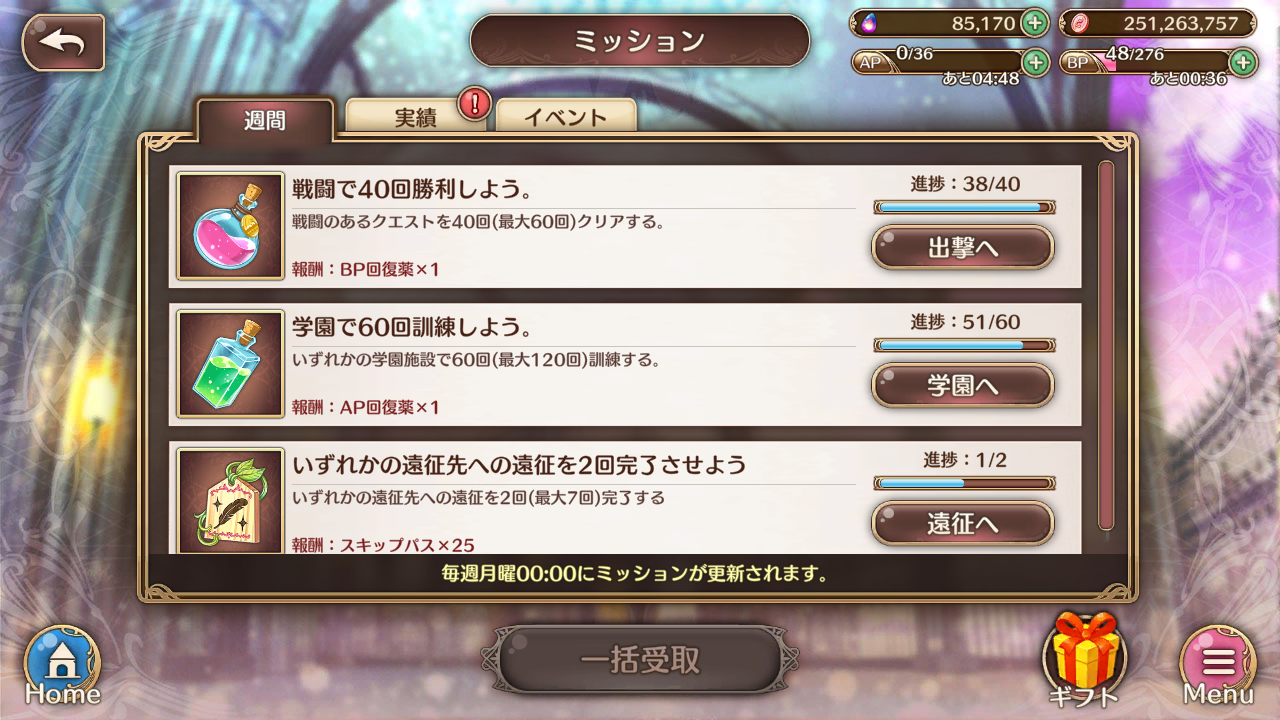 ミッション
85,170
251,263,757
AP
0/36
あと04:48
BP
48/276
あと00:36
週間
実績
イベント
戦闘で40回勝利しよう。
戦闘のあるクエストを40回(最大60回)クリアする。
報酬：BP回復薬×1
進捗：38/40
出撃へ
学園で60回訓練しよう。
いずれかの学園施設で60回(最大120回)訓練する。
報酬：AP回復薬×1
進捗：51/60
学園へ
いずれかの遠征先への遠征を2回完了させよう
いずれかの遠征先への遠征を2回(最大7回)完了する
報酬：スキップパス×25
進捗：1/2
遠征へ
毎週月曜00:00にミッションが更新されます。
一括受取
Home
ギフト
Menu